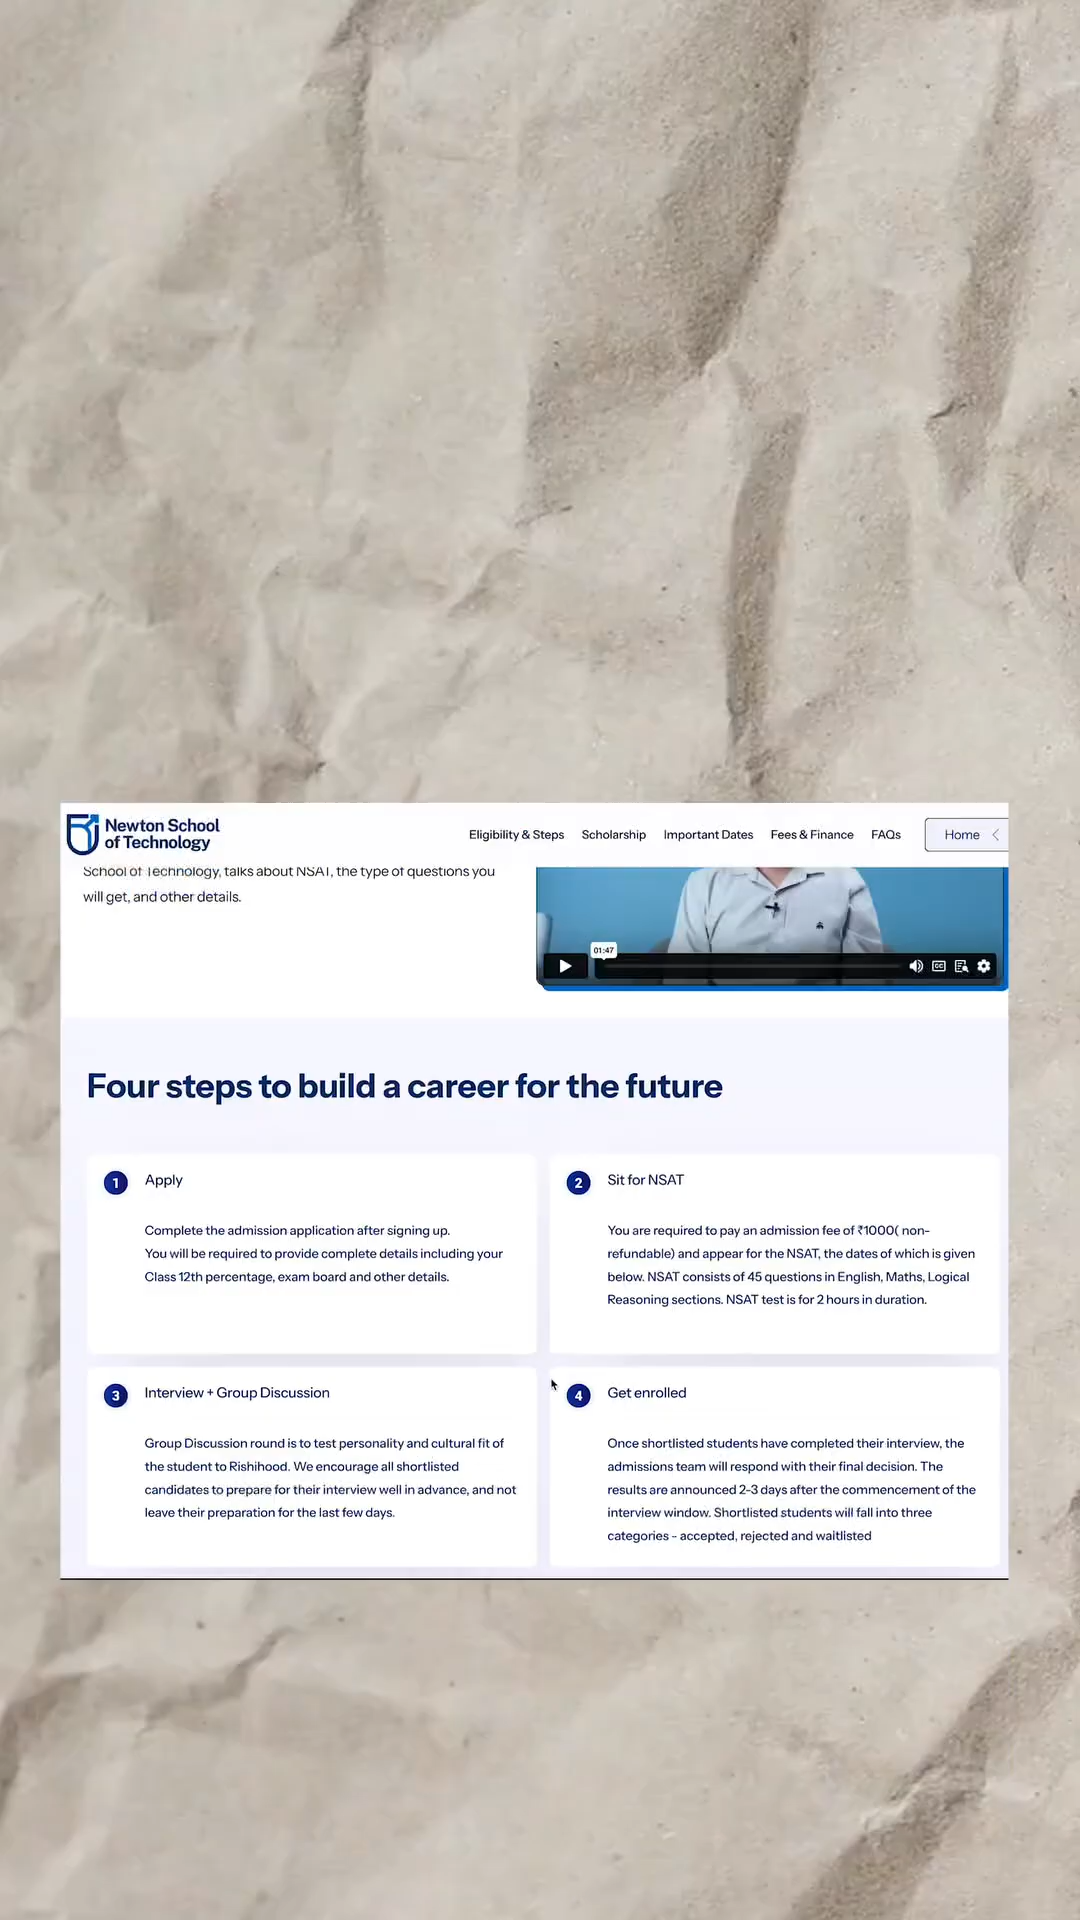 Newton School
of Technology
Eligibility & Steps
Scholarship
Important Dates
Fees & Finance
FAQs
Home
School of Technology, talks about NSAT, the type of questions you
will get, and other details.
01:47
CC
Four steps to build a career for the future
1
Apply
Complete the admission application after signing up.
You will be required to provide complete details including your
Class 12th percentage, exam board and other details.
2
Sit for NSAT
You are required to pay an admission fee of ₹1000( non-
refundable) and appear for the NSAT, the dates of which is given
below. NSAT consists of 45 questions in English, Maths, Logical
Reasoning sections. NSAT test is for 2 hours in duration.
3
Interview + Group Discussion
Group Discussion round is to test personality and cultural fit of
the student to Rishihood. We encourage all shortlisted
candidates to prepare for their interview well in advance, and not
leave their preparation for the last few days.
4
Get enrolled
Once shortlisted students have completed their interview, the
admissions team will respond with their final decision. The
results are announced 2-3 days after the commencement of the
interview window. Shortlisted students will fall into three
categories - accepted, rejected and waitlisted